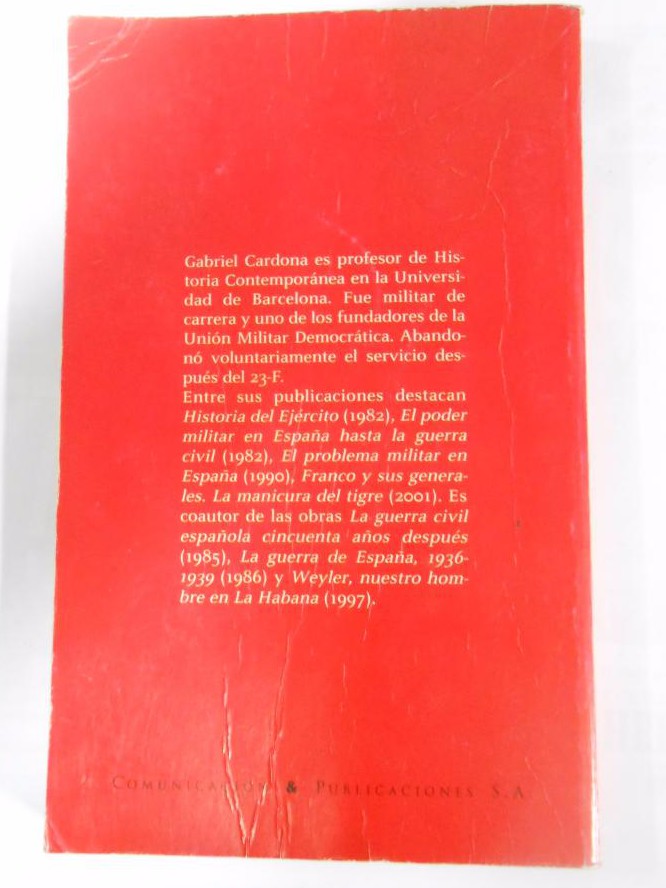 Gabriel Cardona es profesor de His-
toria Contemporánea en la Universi-
dad de Barcelona. Fue militar de
carrera y uno de los fundadores de la
Unión Militar Democrática. Abando-
nó voluntariamente el servicio des-
pués del 23-F.
Entre sus publicaciones destacan
Historia del Ejército (1982), El poder
militar en España hasta la guerra
civil (1982), El problema militar en
España (1990), Franco y sus genera-
les. La manicura del tigre (2001). Es
coautor de las obras La guerra civil
española cincuenta años después
(1985), La guerra de España, 1936-
1939 (1986) y Weyler, nuestro hom-
bre en La Habana (1997).
COMUNICACIÓN & PUBLICACIONES S.A